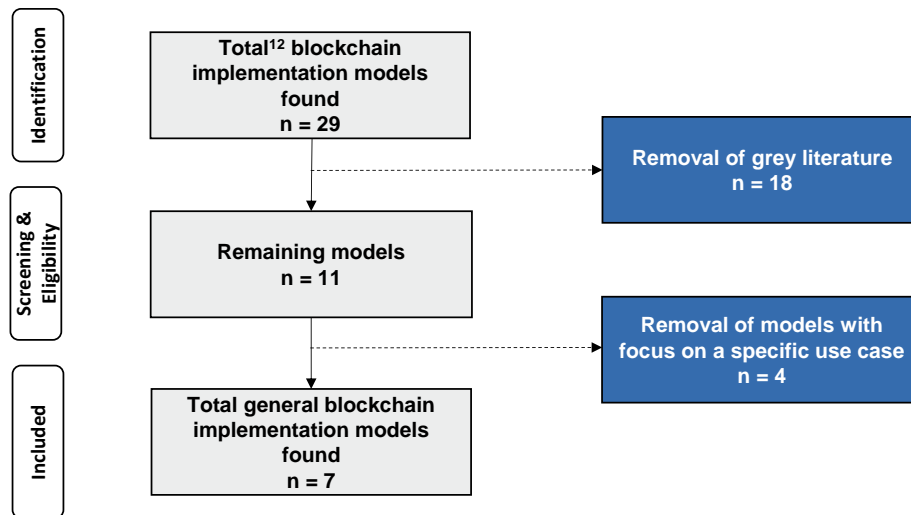 Identification
Total¹² blockchain
implementation models
found
n = 29
Removal of grey literature
n = 18
Screening &
Eligibility
Remaining models
n = 11
Removal of models with
focus on a specific use case
n = 4
Included
Total general blockchain
implementation models
found
n = 7